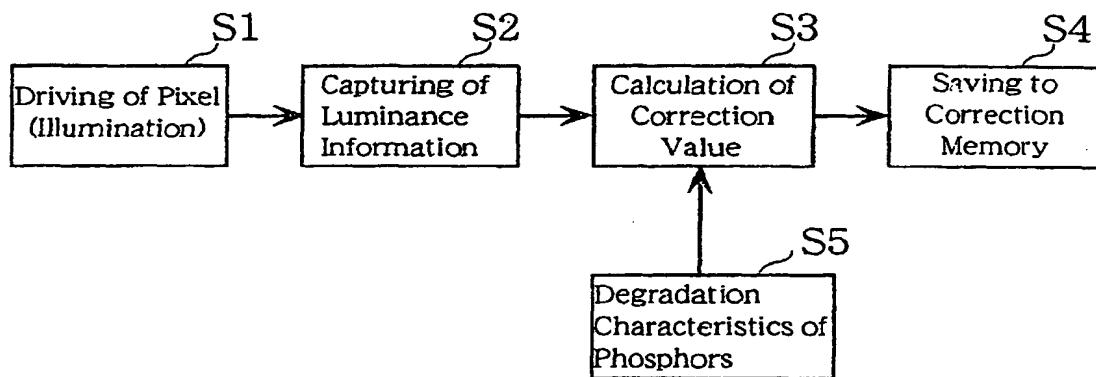 S1
S2
S3
S4
Driving of Pixel
(Illumination)
Capturing of
Luminance
Information
Calculation of
Correction
Value
Saving to
Correction
Memory
S5
Degradation
Characteristics of
Phosphors